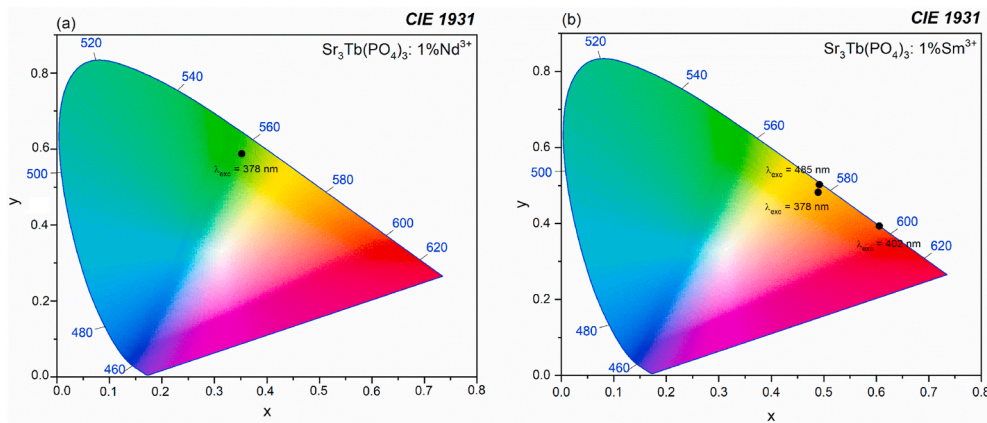 (a)
CIE 1931
Sr₃Tb(PO₄)₃: 1%Nd³⁺
520
540
560
580
600
620
500
480
460
λexc = 378 nm
0.8
0.6
0.4
0.2
0.0
y
0.0 0.1 0.2 0.3 0.4 0.5 0.6 0.7 0.8
x
(b)
CIE 1931
Sr₃Tb(PO₄)₃: 1%Sm³⁺
520
540
560
580
600
620
500
480
460
λexc = 485 nm
λexc = 378 nm
λexc = 402 nm
0.8
0.6
0.4
0.2
0.0
y
0.0 0.1 0.2 0.3 0.4 0.5 0.6 0.7 0.8
x